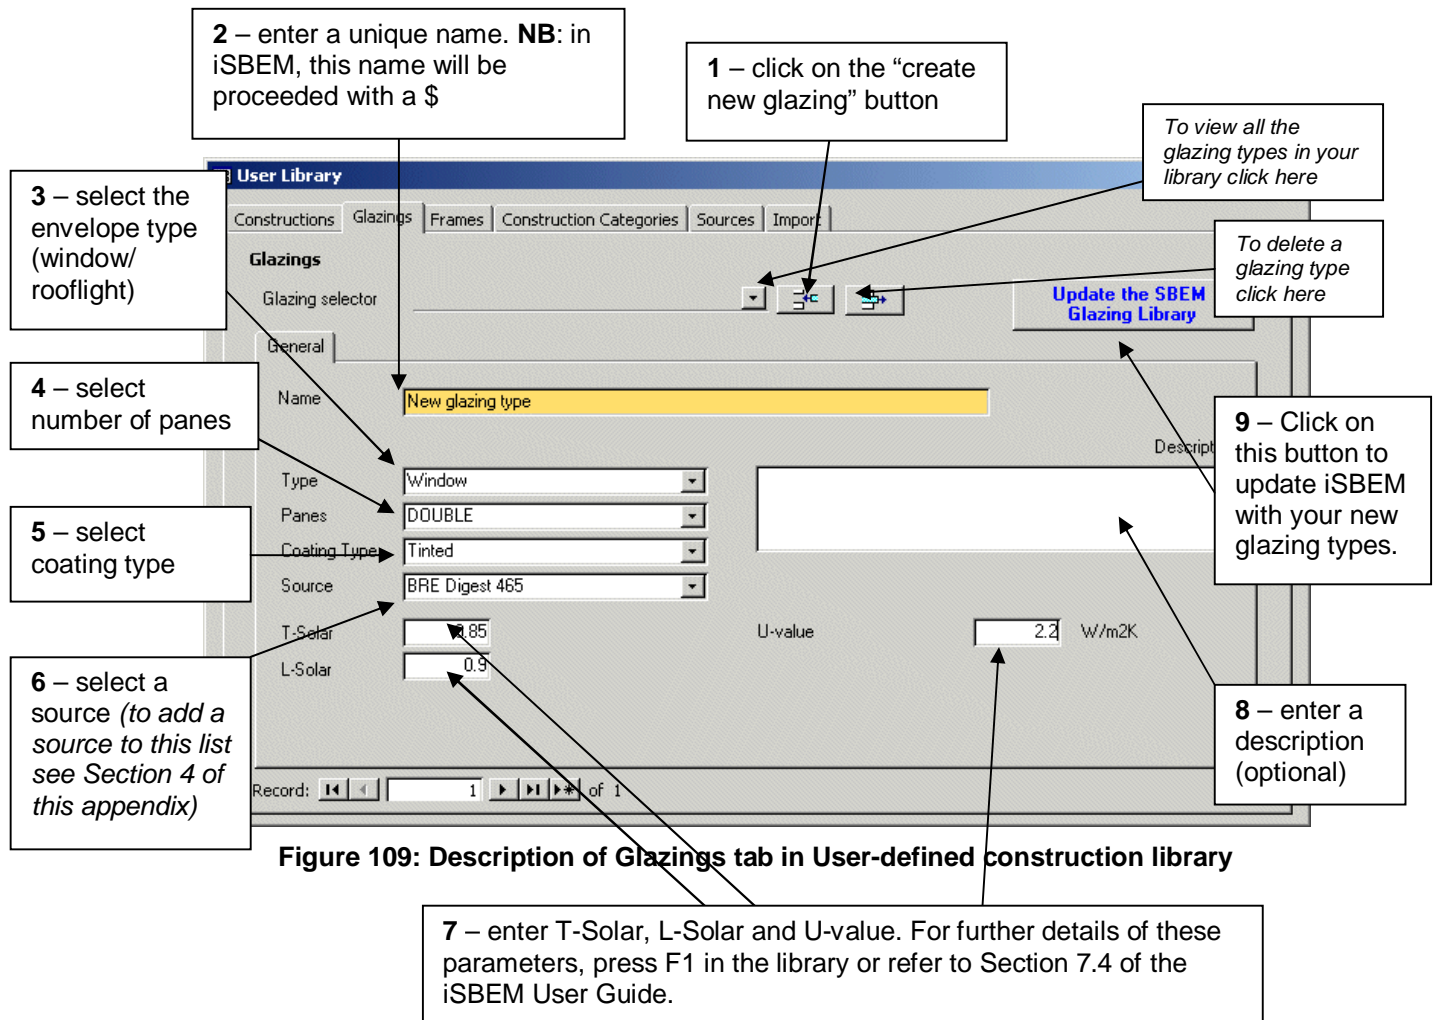 2 – enter a unique name. NB: in
iSBEM, this name will be
proceeded with a $
1 – click on the “create
new glazing” button
To view all the
glazing types in your
library click here
3 – select the
envelope type
(window/
rooflight)
User Library
Constructions Glazings Frames Construction Categories Sources Import
To delete a
glazing type
click here
Glazings
Glazing selector
Update the SBEM
Glazing Library
General
4 – select
number of panes
Name New glazing type
9 – Click on
this button to
update iSBEM
with your new
glazing types.
Descript
Type Window
Panes DOUBLE
Coating Type Tinted
Source BRE Digest 465
5 – select
coating type
T-Solar 0.85
U-value 2.2 W/m2K
L-Solar 0.9
6 – select a
source (to add a
source to this list
see Section 4 of
this appendix)
8 – enter a
description
(optional)
Record: 1 of 1
Figure 109: Description of Glazings tab in User-defined construction library
7 – enter T-Solar, L-Solar and U-value. For further details of these
parameters, press F1 in the library or refer to Section 7.4 of the
iSBEM User Guide.